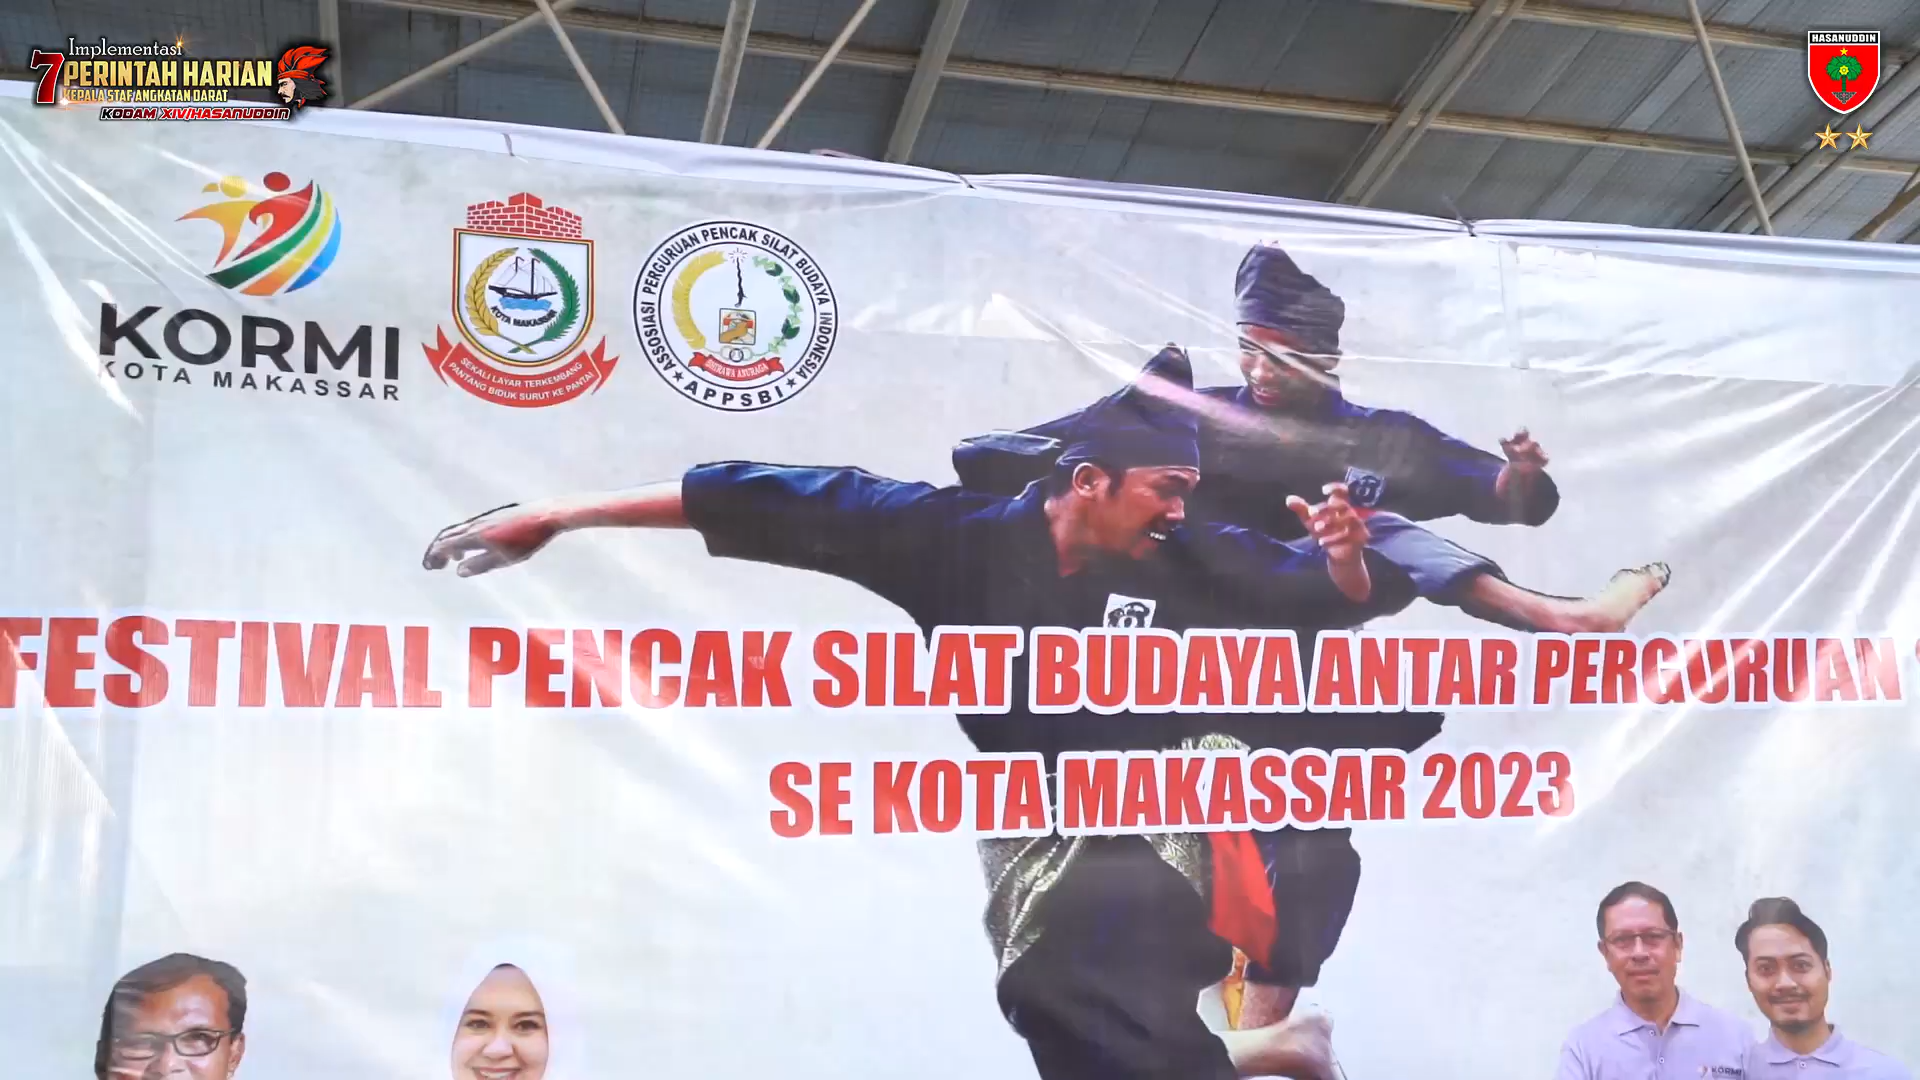 Implementasi
7 PERINTAH HARIAN
KEPALA STAF ANGKATAN DARAT
KODAM XIV/HASANUDDIN
HASANUDDIN
KORMI
KOTA MAKASSAR
KOTA MAKASSAR
SEKALI LAYAR TERKEMBANG
PANTANG BIDUK SURUT KE PANTAI
ASSOSIASI PERGURUAN PENCAK SILAT BUDAYA INDONESIA
APPSBI
FESTIVAL PENCAK SILAT BUDAYA ANTAR PERGURUAN
SE KOTA MAKASSAR 2023
KORMI